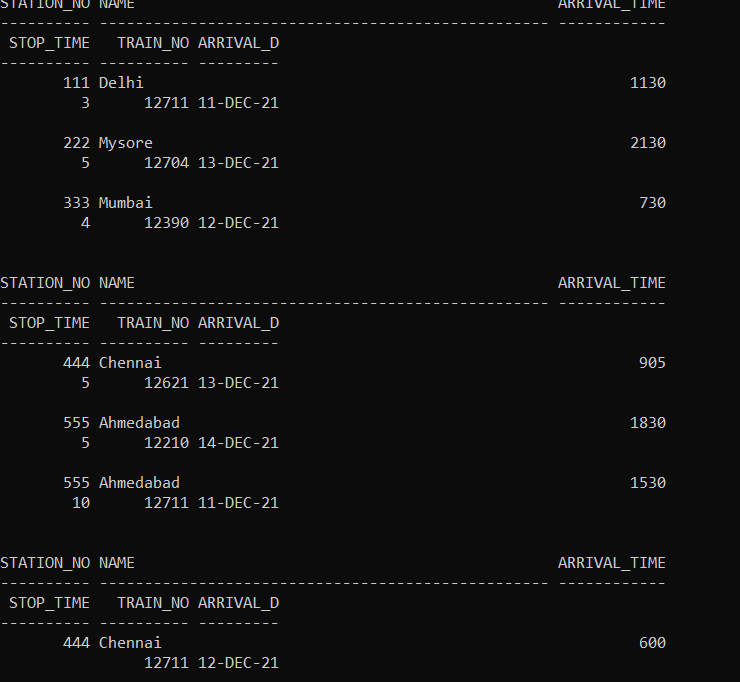 STATION_NO NAME ARRIVAL_TIME
---------- -------------------------------------------------- ------------
STOP_TIME TRAIN_NO ARRIVAL_D
---------- ---------- ---------
111 Delhi 1130
3 12711 11-DEC-21
222 Mysore 2130
5 12704 13-DEC-21
333 Mumbai 730
4 12390 12-DEC-21
STATION_NO NAME ARRIVAL_TIME
---------- -------------------------------------------------- ------------
STOP_TIME TRAIN_NO ARRIVAL_D
---------- ---------- ---------
444 Chennai 905
5 12621 13-DEC-21
555 Ahmedabad 1830
5 12210 14-DEC-21
555 Ahmedabad 1530
10 12711 11-DEC-21
STATION_NO NAME ARRIVAL_TIME
---------- -------------------------------------------------- ------------
STOP_TIME TRAIN_NO ARRIVAL_D
---------- ---------- ---------
444 Chennai 600
12711 12-DEC-21